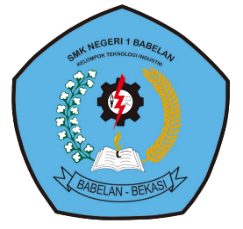 SMK NEGERI 1 BABELAN
KELOMPOK TEKNOLOGI INDUSTRI
BABELAN - BEKASI